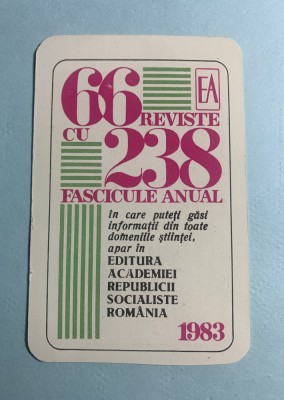 66
EA
REVISTE
CU
238
FASCICULE ANUAL
în care puteți găsi
informații din toate
domeniile științei,
apar în
EDITURA
ACADEMIEI
REPUBLICII
SOCIALISTE
ROMÂNIA
1983